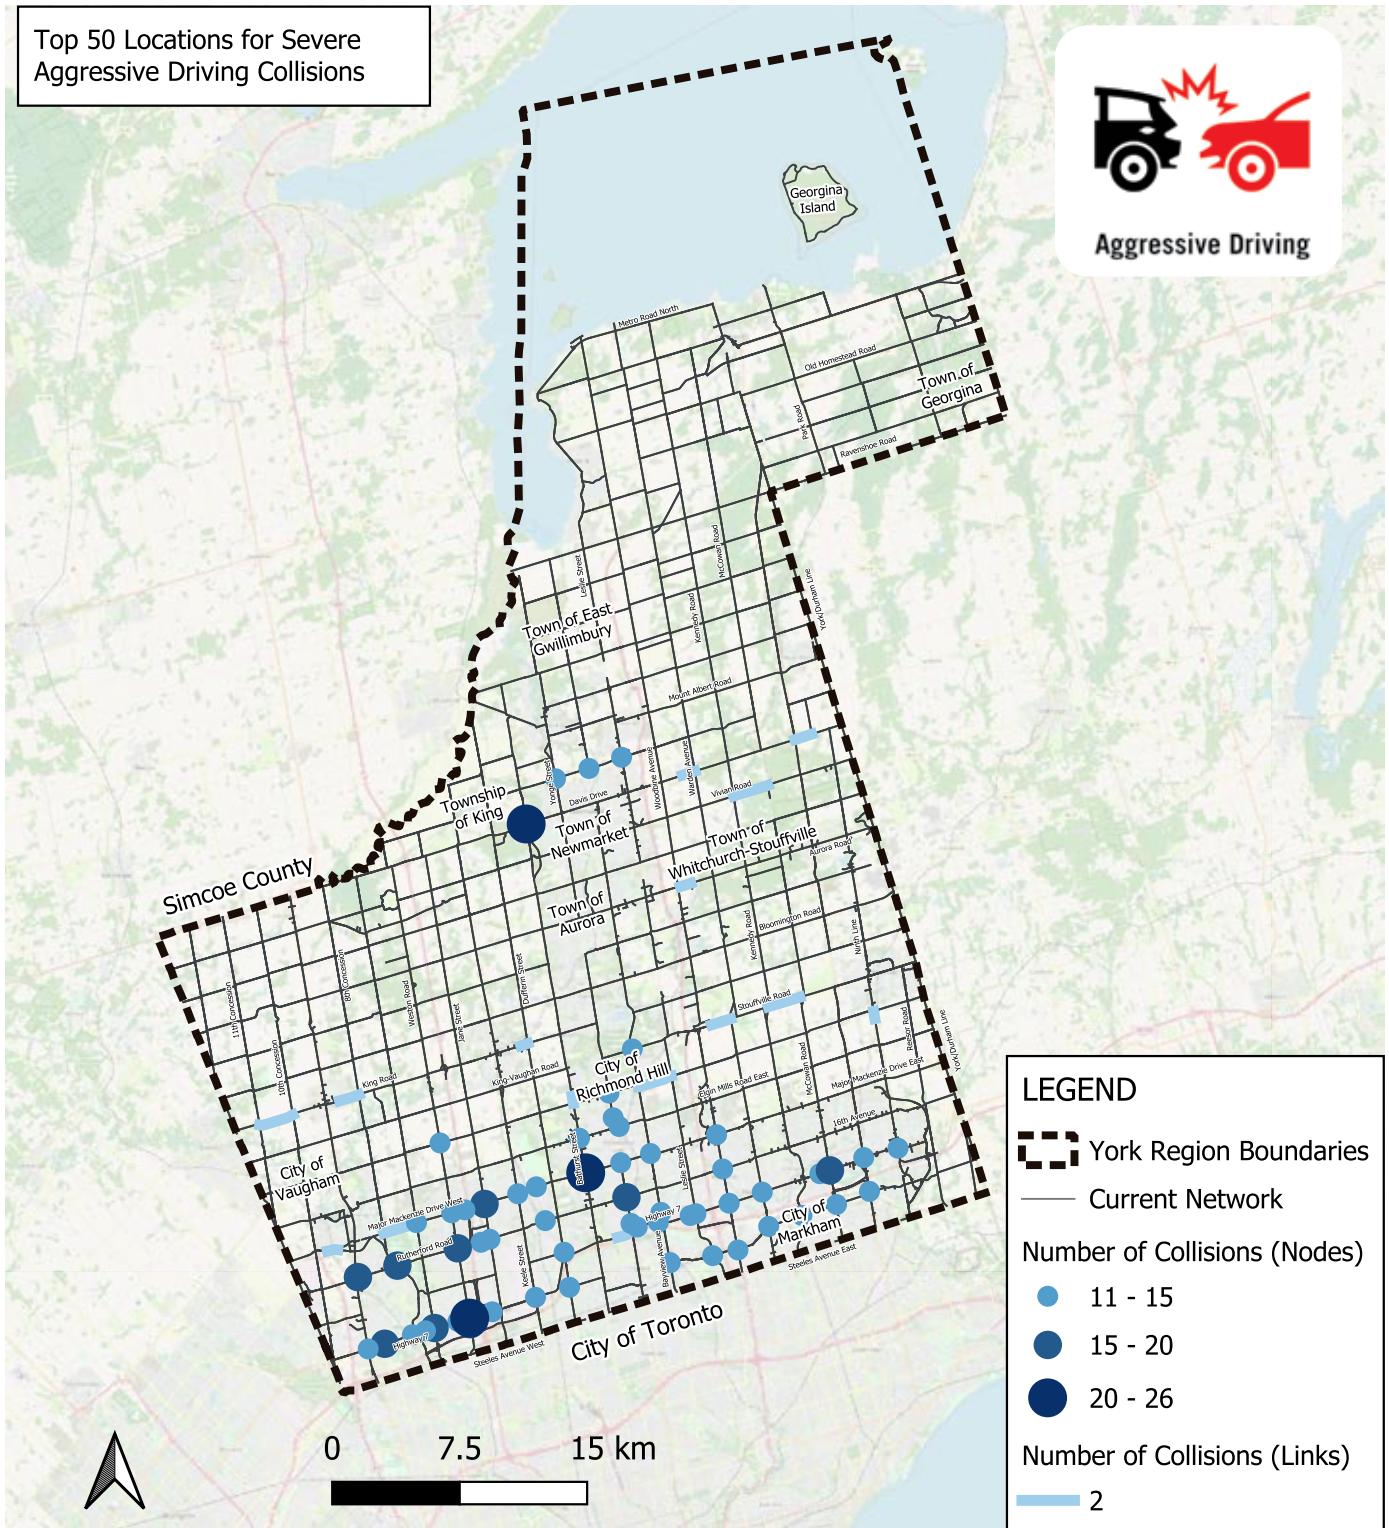 Top 50 Locations for Severe
Aggressive Driving Collisions
Aggressive Driving
Georgina
Island
Metro Road North
Old Homestead Road
Town of
Georgina
Park Road
Ravenshoe Road
McCowan Road
Leslie Street
York/Durham Line
Kennedy Road
Town of East
Gwillimbury
Mount Albert Road
Yonge Street
Woodbine Avenue
Warden Avenue
Davis Drive
Vivian Road
Township
of King
Town of
Newmarket
Town of
Whitchurch-Stouffville
Aurora Road
Simcoe County
Town of
Aurora
Kennedy Road
Bloomington Road
Ninth Line
8th Concession
Dufferin Street
11th Concession
Weston Road
Jane Street
Stouffville Road
Reesor Road
York/Durham Line
10th Concession
King Road
King-Vaughan Road
City of
Richmond Hill
Elgin Mills Road East
McCowan Road
Major Mackenzie Drive East
16th Avenue
City of
Vaugham
Bathurst Street
Leslie Street
Major Mackenzie Drive West
Highway 7
City of
Markham
Rutherford Road
Keele Street
Bayview Avenue
Steeles Avenue East
Highway 7
Steeles Avenue West
City of Toronto
LEGEND
York Region Boundaries
Current Network
Number of Collisions (Nodes)
11 - 15
15 - 20
20 - 26
Number of Collisions (Links)
2
0 7.5 15 km